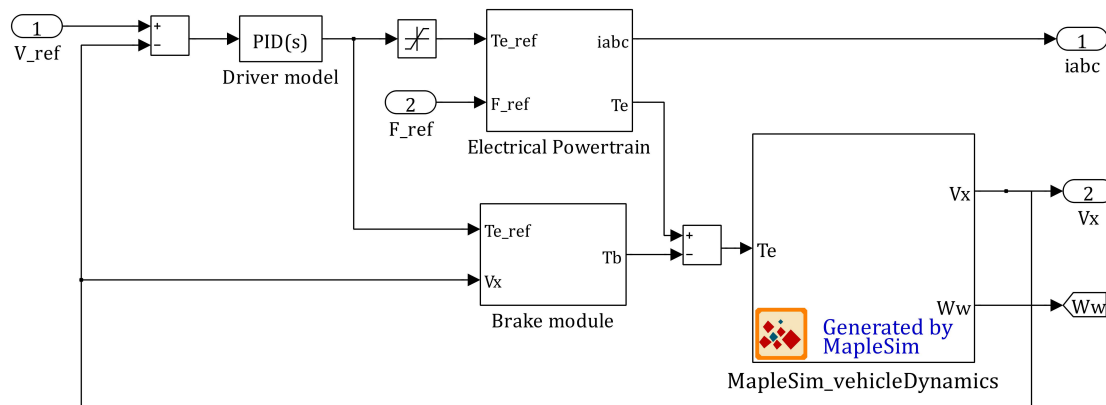 1
V_ref
+
−
PID(s)
Driver model
2
F_ref
Te_ref
iabc
F_ref
Te
Electrical Powertrain
1
iabc
Te_ref
Tb
Vx
Brake module
+
−
Te
Vx
Ww
Generated by
MapleSim
MapleSim_vehicleDynamics
2
Vx
Ww